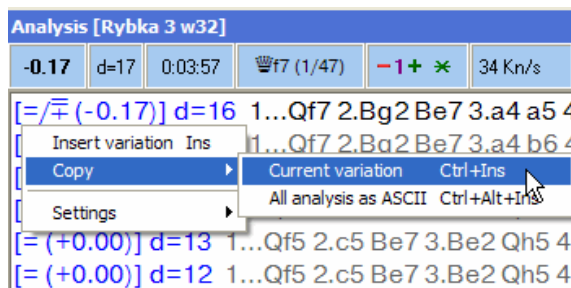 Analysis [Rybka 3 w32]
-0.17 d=17 0:03:57 ♛f7 (1/47) −1+ ✳ 34 Kn/s
[=/∓ (-0.17)] d=16 1...Qf7 2.Bg2 Be7 3.a4 a5 4
Insert variation Ins 1...Qf7 2.Bg2 Be7 3.a4 b6 4
Copy
Current variation Ctrl+Ins
All analysis as ASCII Ctrl+Alt+Ins
Settings
[= (+0.00)] d=13 1...Qf5 2.c5 Be7 3.Be2 Qh5 4
[= (+0.00)] d=12 1...Qf5 2.c5 Be7 3.Be2 Qh5 4